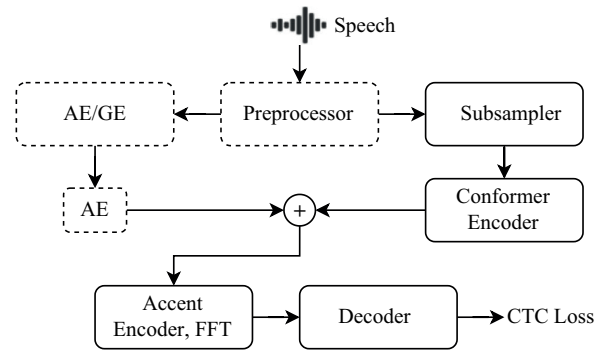 Speech
AE/GE
Preprocessor
Subsampler
AE
+
Conformer
Encoder
Accent
Encoder, FFT
Decoder
CTC Loss